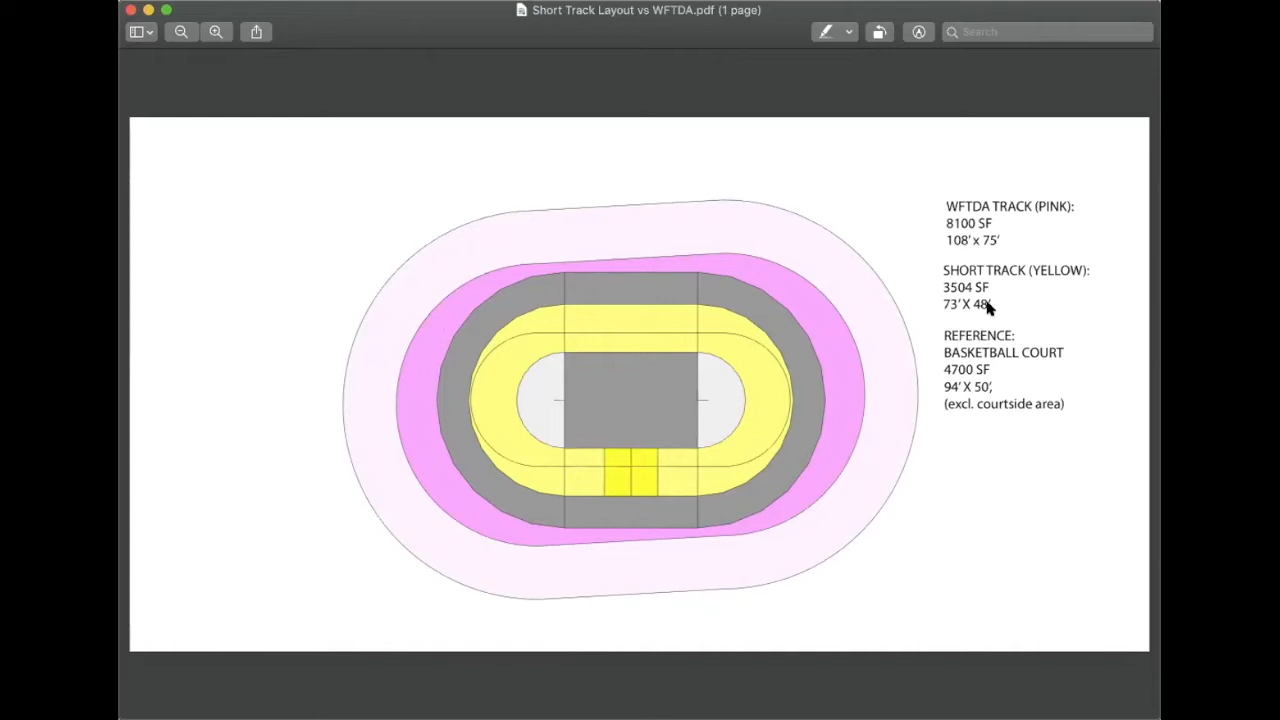 Short Track Layout vs WFTDA.pdf (1 page)
Search
WFTDA TRACK (PINK):
8100 SF
108' x 75'
SHORT TRACK (YELLOW):
3504 SF
73' X 48'
REFERENCE:
BASKETBALL COURT
4700 SF
94' X 50',
(excl. courtside area)